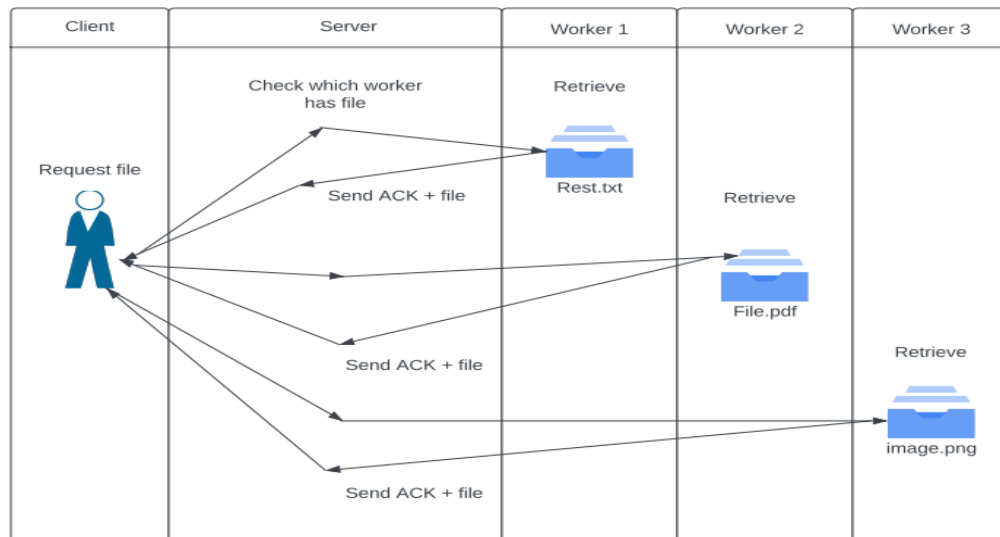 Client
Server
Worker 1
Worker 2
Worker 3
Check which worker
has file
Retrieve
Request file
Rest.txt
Send ACK + file
Retrieve
File.pdf
Retrieve
Send ACK + file
image.png
Send ACK + file